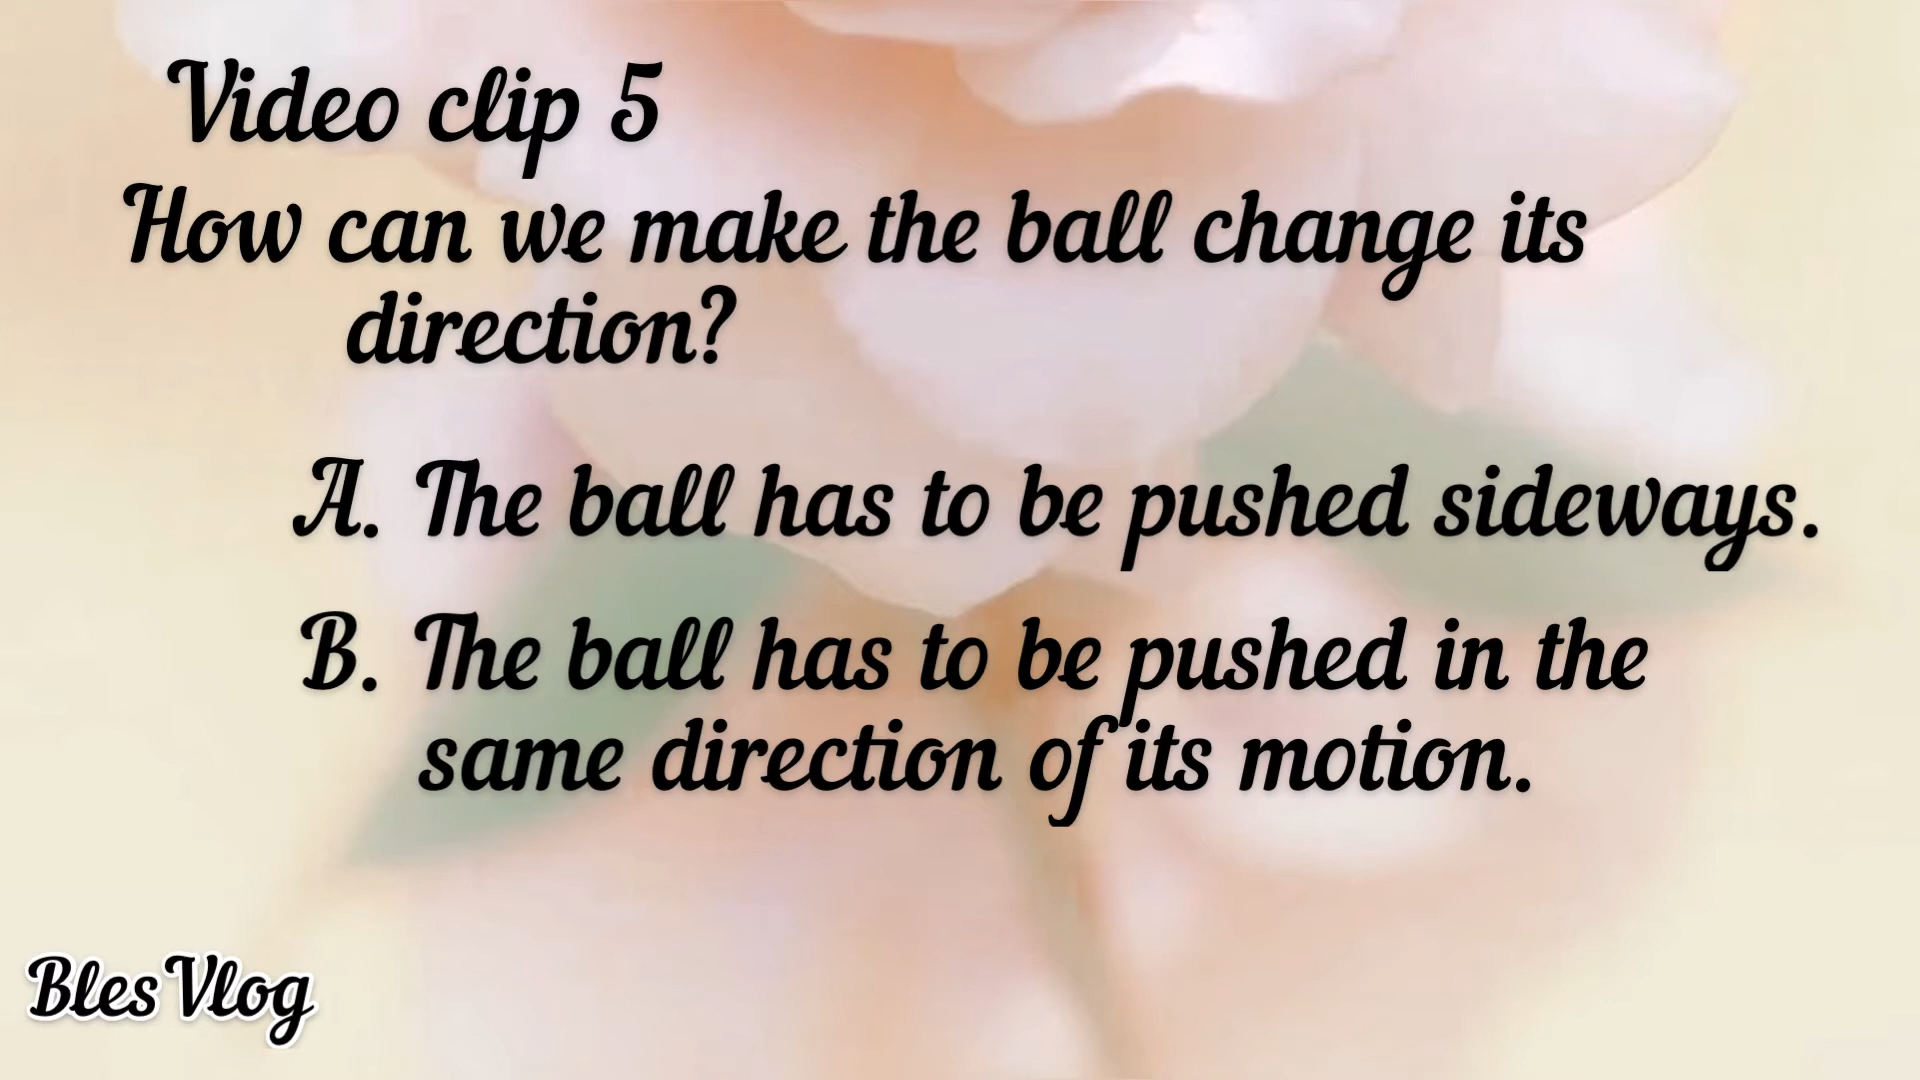 Video clip 5
How can we make the ball change its
direction?
A. The ball has to be pushed sideways.
B. The ball has to be pushed in the
same direction of its motion.
Bles Vlog